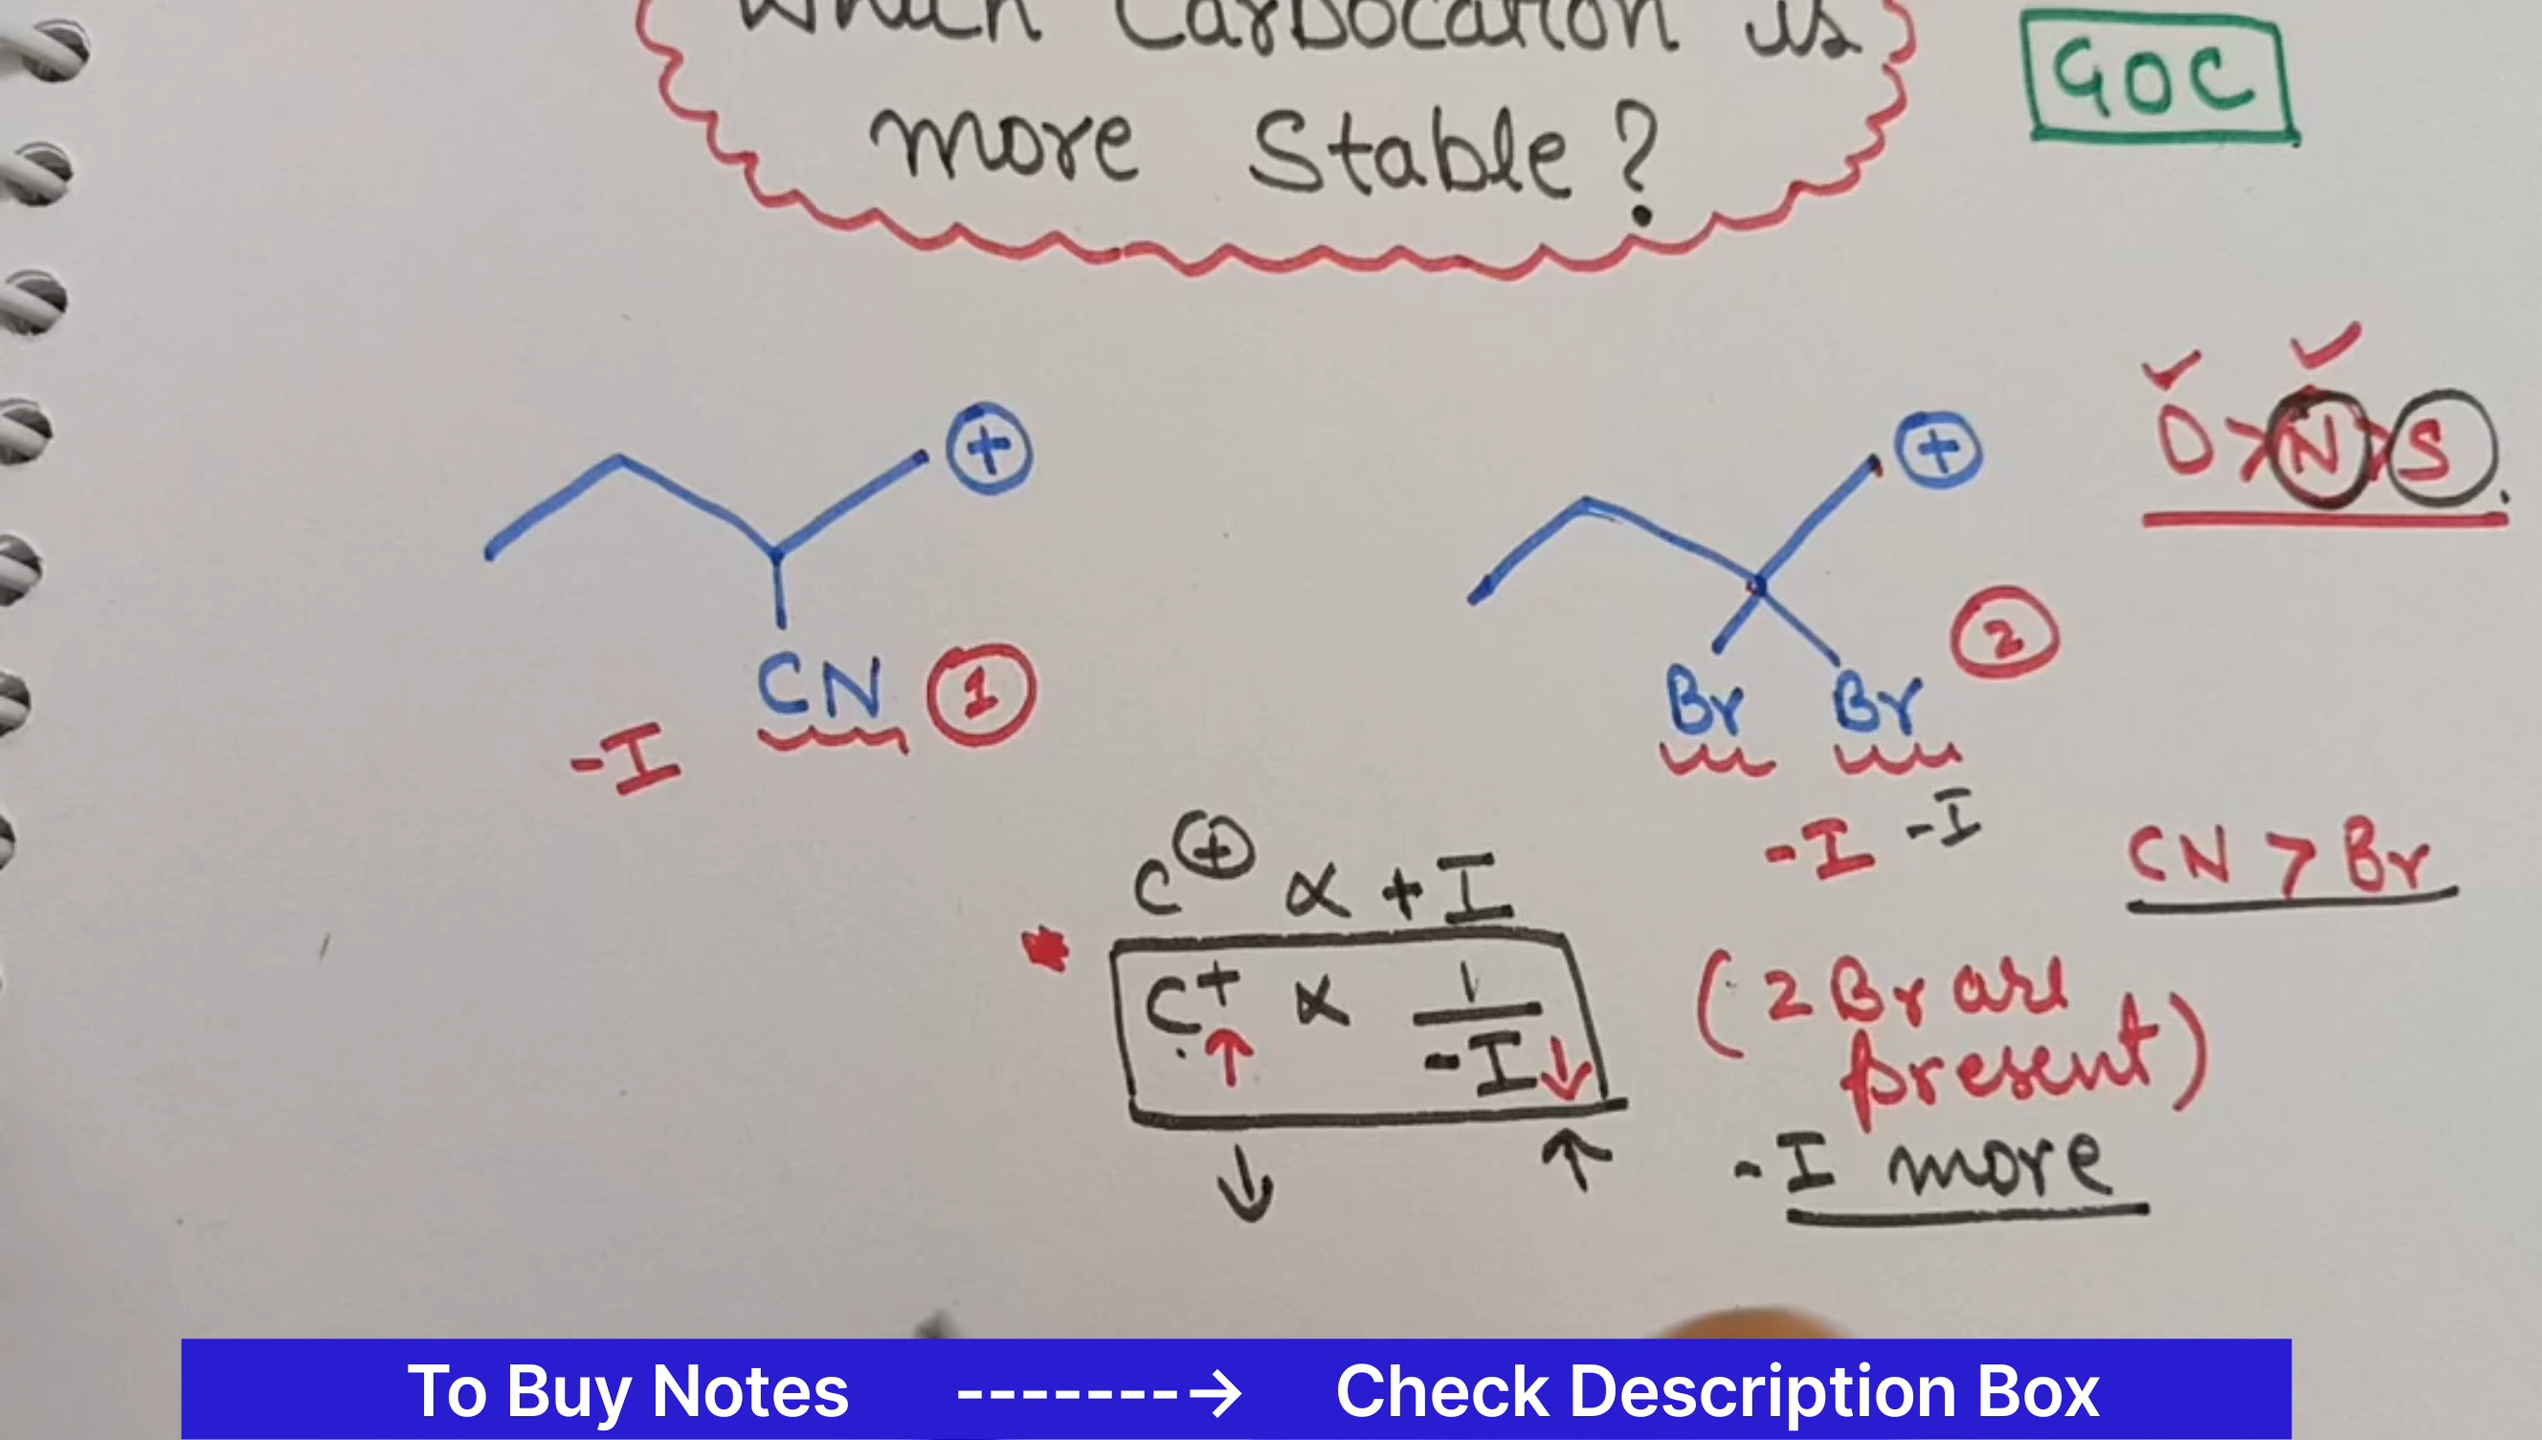 Which Carbocation is
more Stable?
GOC
⊕
⊕
O > N > S.
CN ①
-I
②
Br Br
-I -I
CN > Br
C⊕ ∝ +I
C+ ↑ ∝ 1/-I ↓
↓ ↑
(2 Br are
present)
-I more
To Buy Notes -------→ Check Description Box